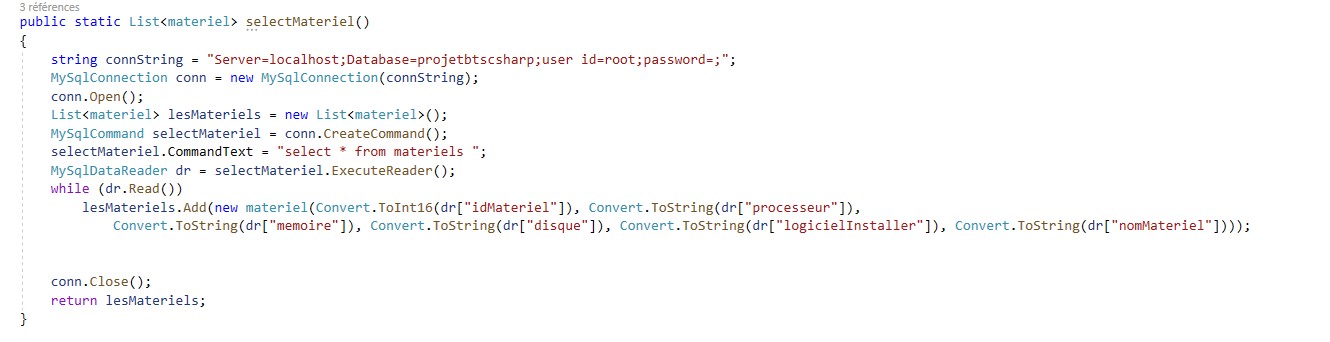 3 références
public static List<materiel> selectMateriel()
{
string connString = "Server=localhost;Database=projetbtscsharp;user id=root;password=;";
MySqlConnection conn = new MySqlConnection(connString);
conn.Open();
List<materiel> lesMateriels = new List<materiel>();
MySqlCommand selectMateriel = conn.CreateCommand();
selectMateriel.CommandText = "select * from materiels ";
MySqlDataReader dr = selectMateriel.ExecuteReader();
while (dr.Read())
lesMateriels.Add(new materiel(Convert.ToInt16(dr["idMateriel"]), Convert.ToString(dr["processeur"]),
Convert.ToString(dr["memoire"]), Convert.ToString(dr["disque"]), Convert.ToString(dr["logicielInstaller"]), Convert.ToString(dr["nomMateriel"])));
conn.Close();
return lesMateriels;
}